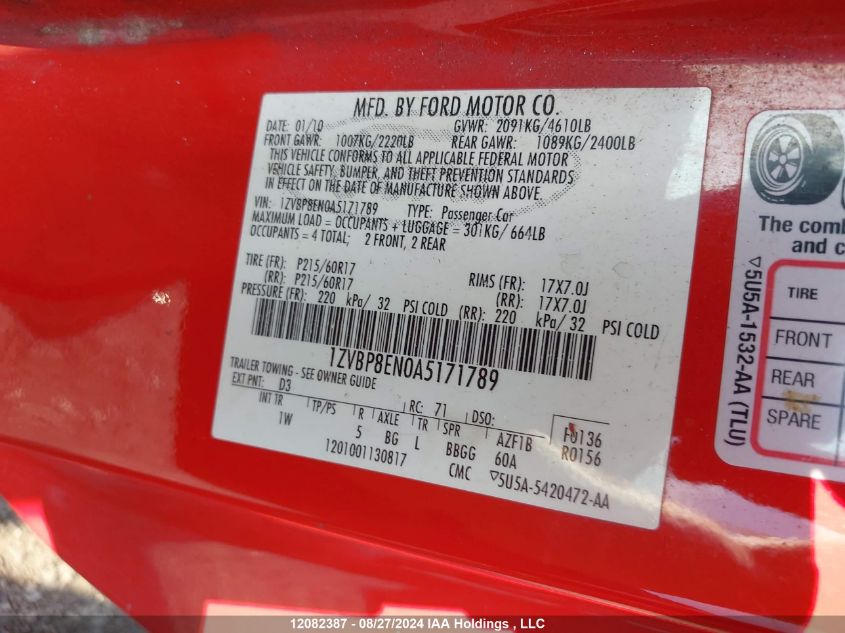 MFD. BY FORD MOTOR CO.
DATE: 01/10 GVWR: 2091KG/4610LB
FRONT GAWR: 1007KG/2220LB REAR GAWR: 1089KG/2400LB
THIS VEHICLE CONFORMS TO ALL APPLICABLE FEDERAL MOTOR
VEHICLE SAFETY, BUMPER, AND THEFT PREVENTION STANDARDS
IN EFFECT ON THE DATE OF MANUFACTURE SHOWN ABOVE.
VIN: 1ZVBP8EN0A5171789 TYPE: Passenger Car
MAXIMUM LOAD = OCCUPANTS + LUGGAGE = 301KG/ 664LB
OCCUPANTS = 4 TOTAL; 2 FRONT, 2 REAR
TIRE (FR): P215/60R17 RIMS (FR): 17X7.0J
(RR): P215/60R17 (RR): 17X7.0J
PRESSURE (FR): 220 kPa/ 32 PSI COLD (RR): 220 kPa/ 32 PSI COLD
1ZVBP8EN0A5171789
TRAILER TOWING - SEE OWNER GUIDE
EXT PNT: D3 RC: 71 DSO:
INT TR TP/PS R AXLE TR SPR AZF1B F0136
1W 5 BG L BBGG 60A R0156
1201001130817 CMC ▽5U5A-5420472-AA
▽5U5A-1532-AA (TLU)
The comb
and c
TIRE
FRONT
REAR
SPARE
12082387 - 08/27/2024 IAA Holdings , LLC